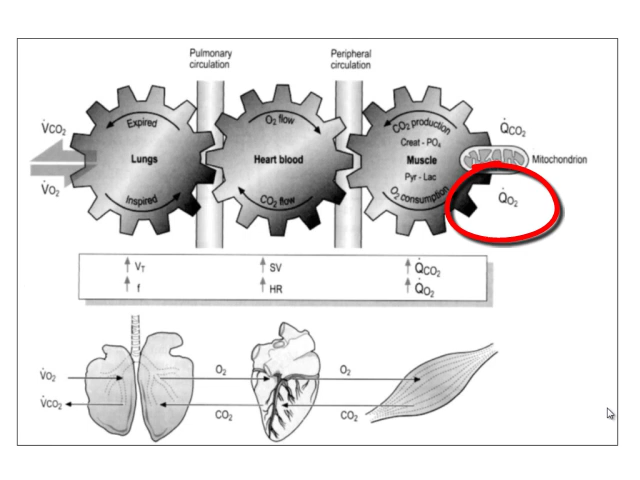 Pulmonary
circulation
Peripheral
circulation
V̇CO₂
V̇O₂
Expired
Lungs
Inspired
O₂ flow
Heart blood
CO₂ flow
CO₂ production
Creat - PO₄
Muscle
Pyr - Lac
O₂ consumption
Q̇CO₂
Mitochondrion
Q̇O₂
↑ VT ↑ SV ↑ Q̇CO₂
↑ f ↑ HR ↑ Q̇O₂
V̇O₂ O₂ O₂
V̇CO₂ CO₂ CO₂